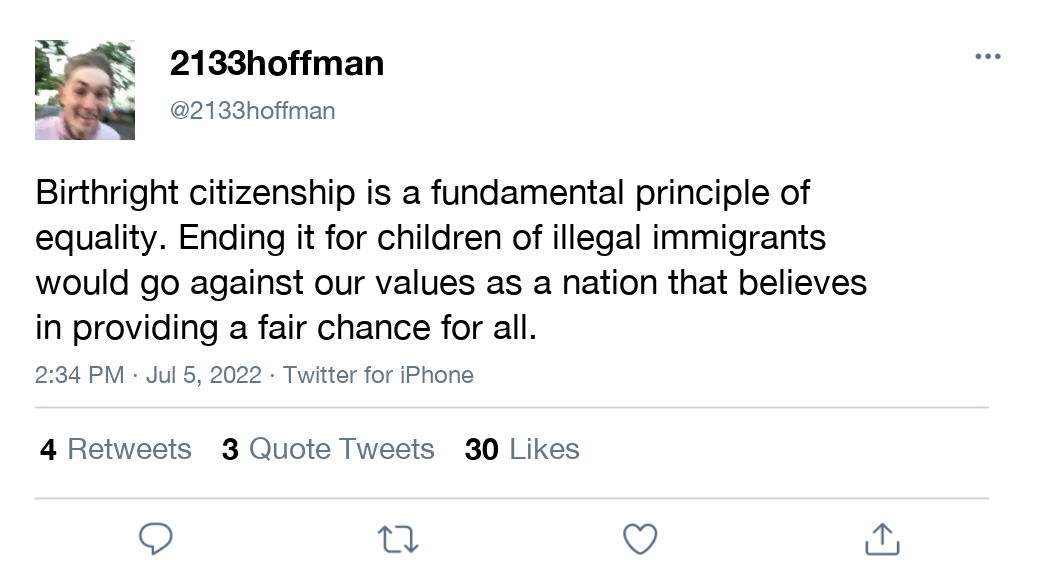 2133hoffman
@2133hoffman
Birthright citizenship is a fundamental principle of
equality. Ending it for children of illegal immigrants
would go against our values as a nation that believes
in providing a fair chance for all.
2:34 PM · Jul 5, 2022 · Twitter for iPhone
4 Retweets 3 Quote Tweets 30 Likes